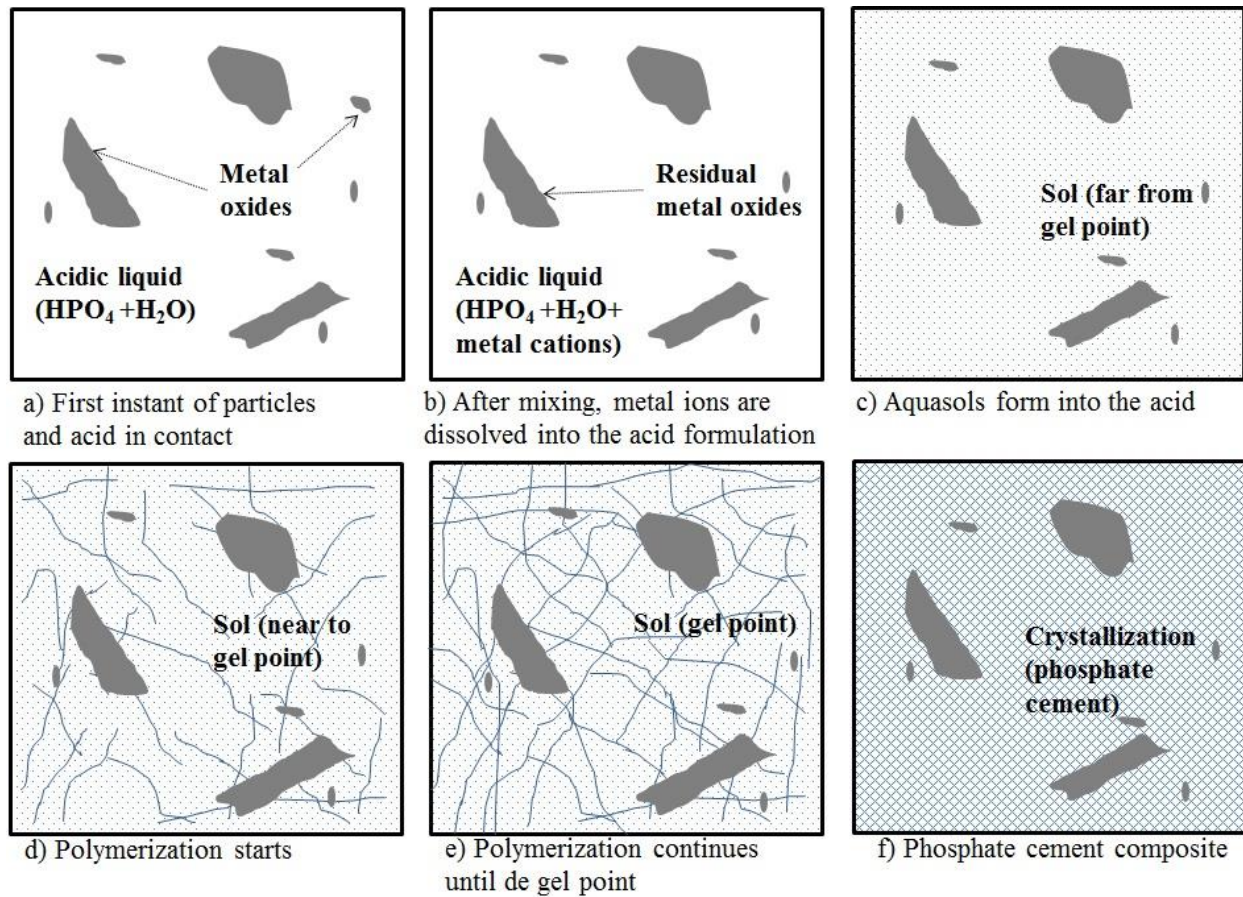 Metal
oxides
Acidic liquid
(HPO₄ +H₂O)
a) First instant of particles
and acid in contact
Residual
metal oxides
Acidic liquid
(HPO₄ +H₂O+
metal cations)
b) After mixing, metal ions are
dissolved into the acid formulation
Sol (far from
gel point)
c) Aquasols form into the acid
Sol (near to
gel point)
d) Polymerization starts
Sol (gel point)
e) Polymerization continues
until de gel point
Crystallization
(phosphate
cement)
f) Phosphate cement composite